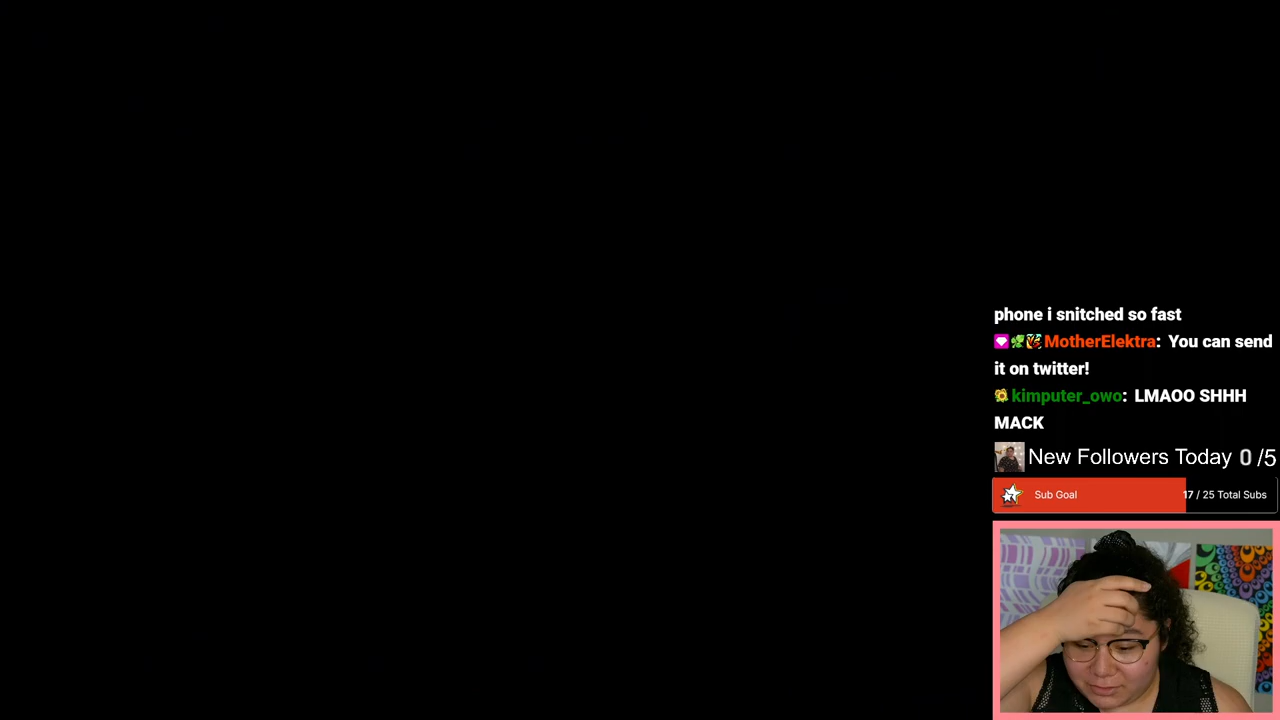 phone i snitched so fast
MotherElektra: You can send
it on twitter!
kimputer_owo: LMAOO SHHH
MACK
New Followers Today 0 /5
Sub Goal 17 / 25 Total Subs